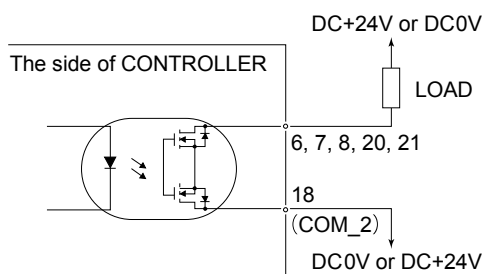 DC+24V or DC0V
The side of CONTROLLER
LOAD
6, 7, 8, 20, 21
18
（COM_2）
DC0V or DC+24V